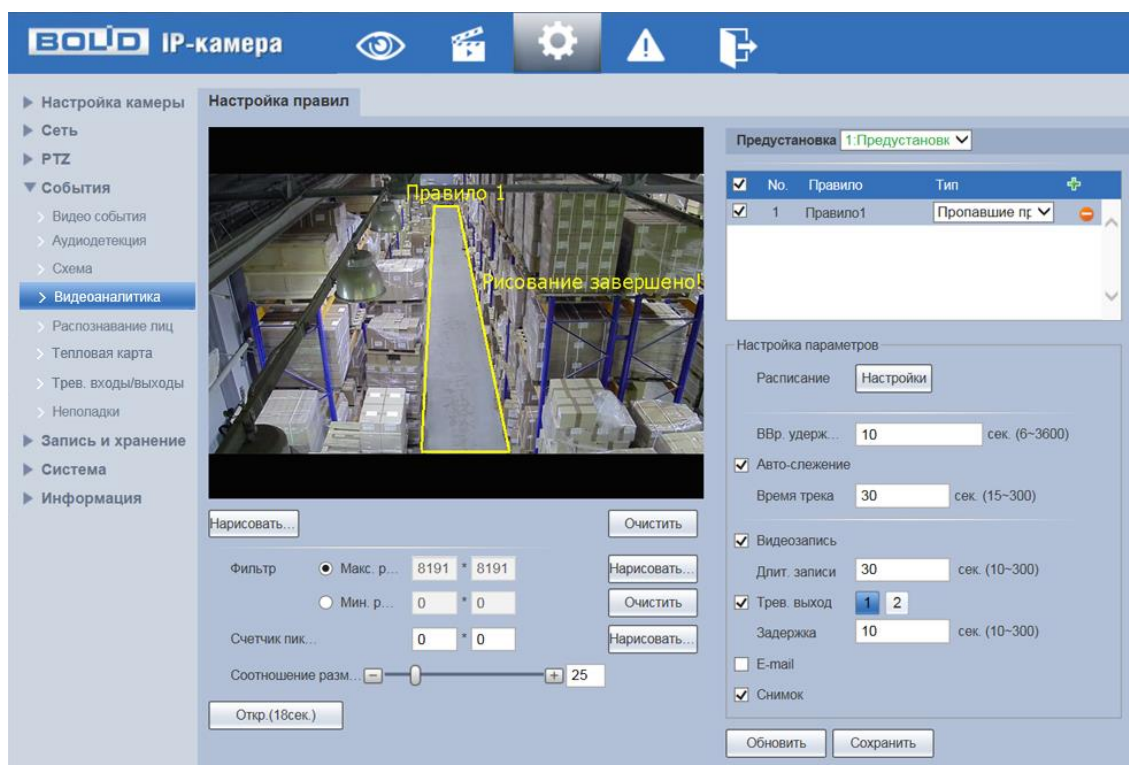 BOLID IP-камера
Настройка камеры
Сеть
PTZ
События
Видео события
Аудиодетекция
Схема
Видеоаналитика
Распознавание лиц
Тепловая карта
Трев. входы/выходы
Неполадки
Запись и хранение
Система
Информация
Настройка правил
Правило 1
Рисование завершено!
Нарисовать...
Очистить
Фильтр Макс. р... 8191 * 8191 Нарисовать...
Мин. р... 0 * 0 Очистить
Счетчик пик... 0 * 0 Нарисовать...
Соотношение разм... 25
Откр.(18сек.)
Предустановка 1:Предустановк
No. Правило Тип
1 Правило1 Пропавшие пр
Настройка параметров
Расписание Настройки
ВВр. удерж... 10 сек. (6~3600)
Авто-слежение
Время трека 30 сек. (15~300)
Видеозапись
Длит. записи 30 сек. (10~300)
Трев. выход 1 2
Задержка 10 сек. (10~300)
E-mail
Снимок
Обновить Сохранить